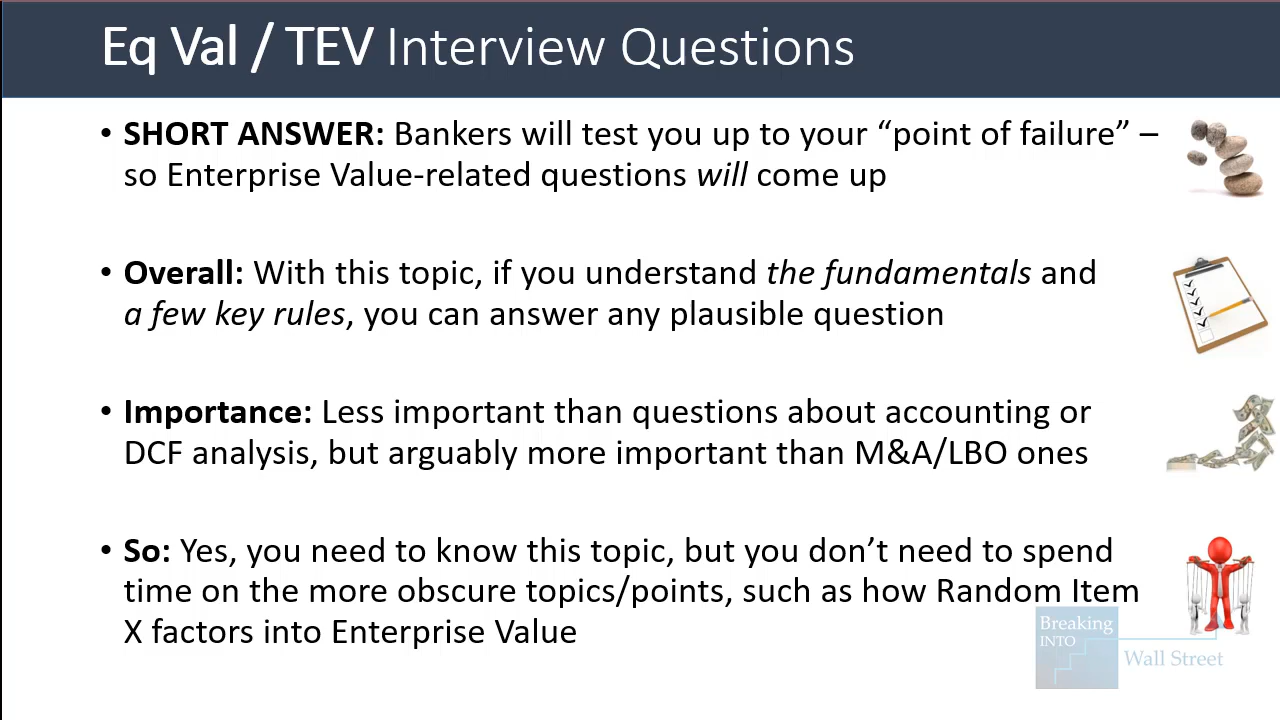 Eq Val / TEV Interview Questions
• SHORT ANSWER: Bankers will test you up to your “point of failure” –
so Enterprise Value-related questions will come up
• Overall: With this topic, if you understand the fundamentals and
a few key rules, you can answer any plausible question
• Importance: Less important than questions about accounting or
DCF analysis, but arguably more important than M&A/LBO ones
• So: Yes, you need to know this topic, but you don’t need to spend
time on the more obscure topics/points, such as how Random Item
X factors into Enterprise Value
Breaking
INTO
Wall Street